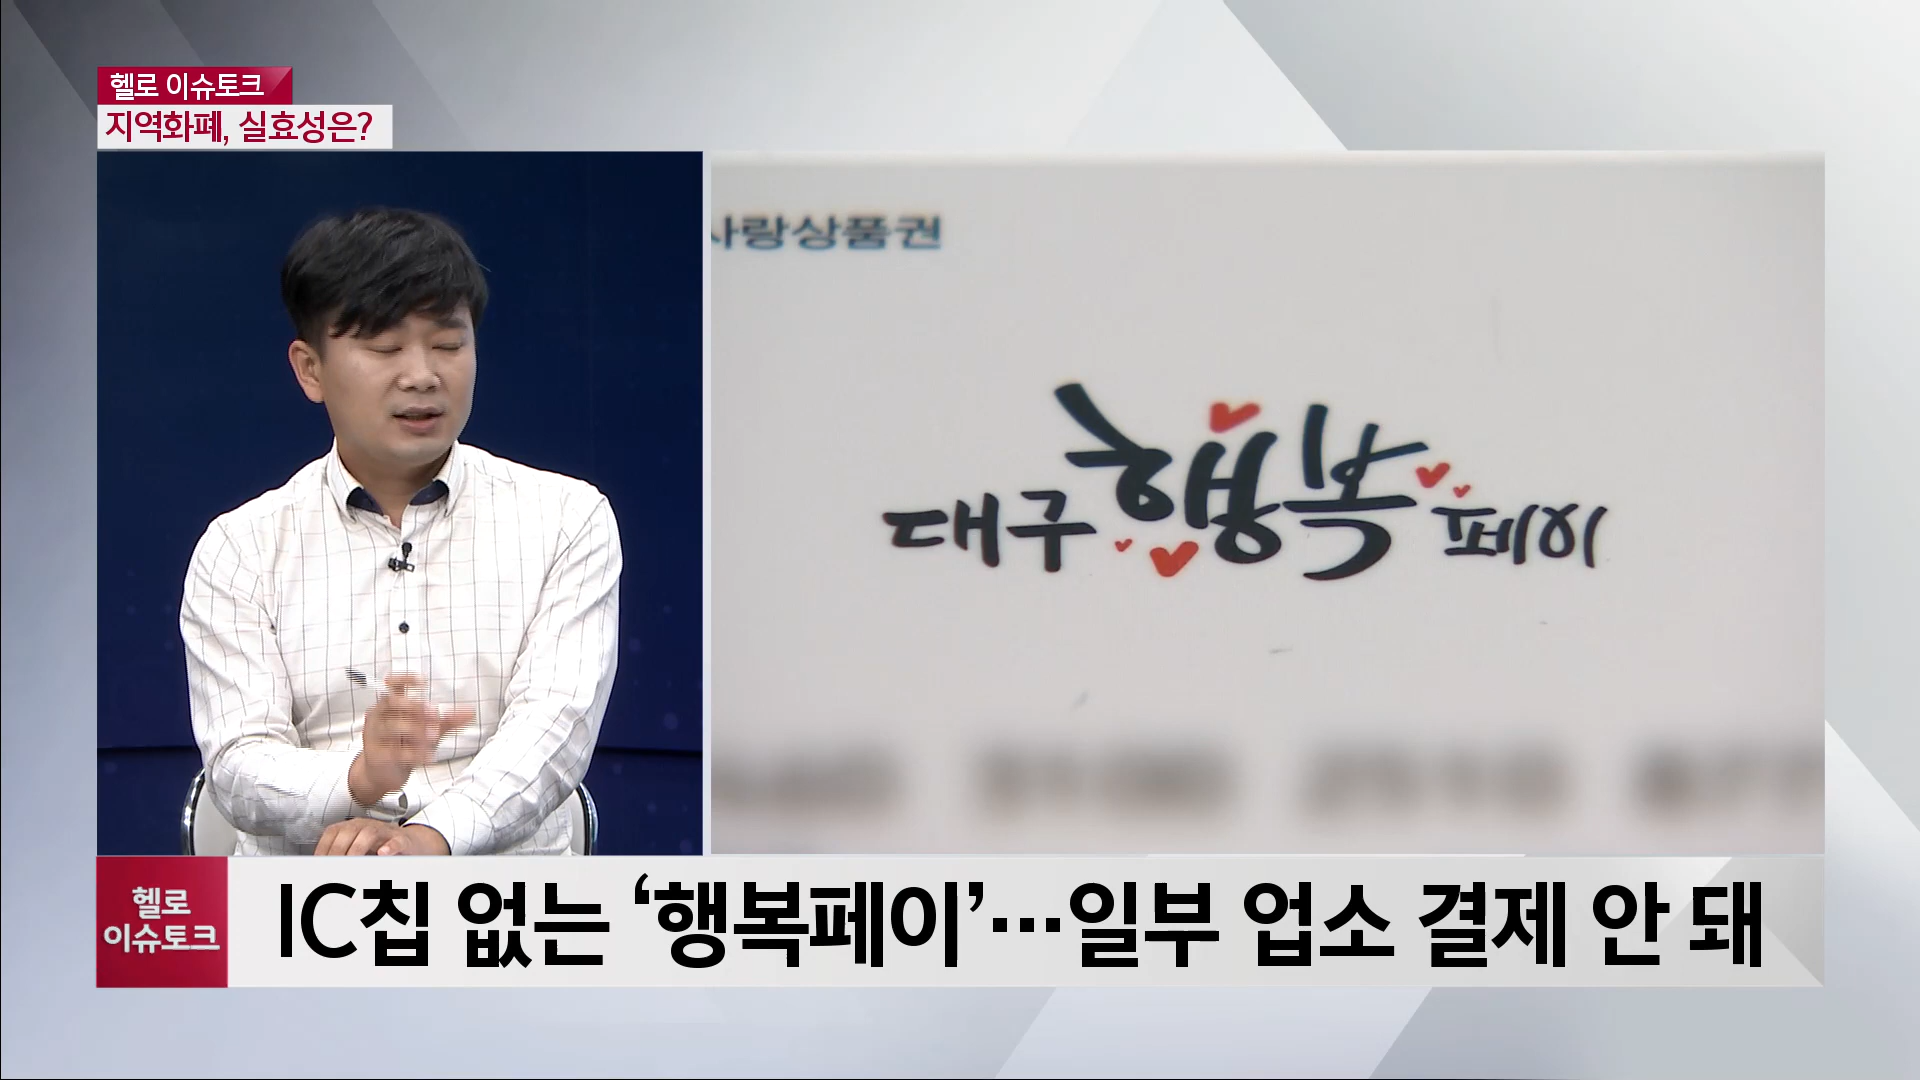 헬로 이슈토크
지역화폐, 실효성은?
사랑상품권
대구행복페이
헬로
이슈토크
IC칩 없는 ‘행복페이’…일부 업소 결제 안 돼